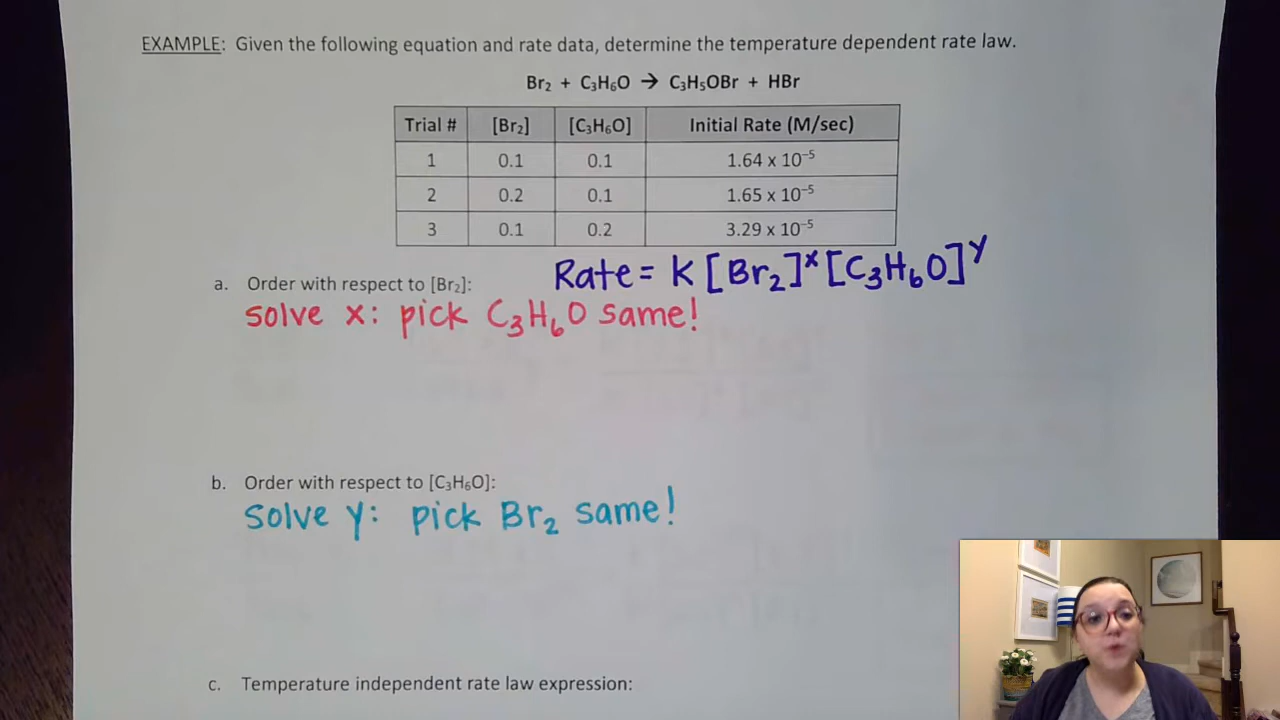 EXAMPLE: Given the following equation and rate data, determine the temperature dependent rate law.
Br₂ + C₃H₆O → C₃H₅OBr + HBr
Trial # [Br₂] [C₃H₆O] Initial Rate (M/sec)
1 0.1 0.1 1.64 x 10⁻⁵
2 0.2 0.1 1.65 x 10⁻⁵
3 0.1 0.2 3.29 x 10⁻⁵
Rate = K [Br₂]ˣ [C₃H₆O]ʸ
a. Order with respect to [Br₂]:
solve x: pick C₃H₆O same!
b. Order with respect to [C₃H₆O]:
solve y: pick Br₂ same!
c. Temperature independent rate law expression: